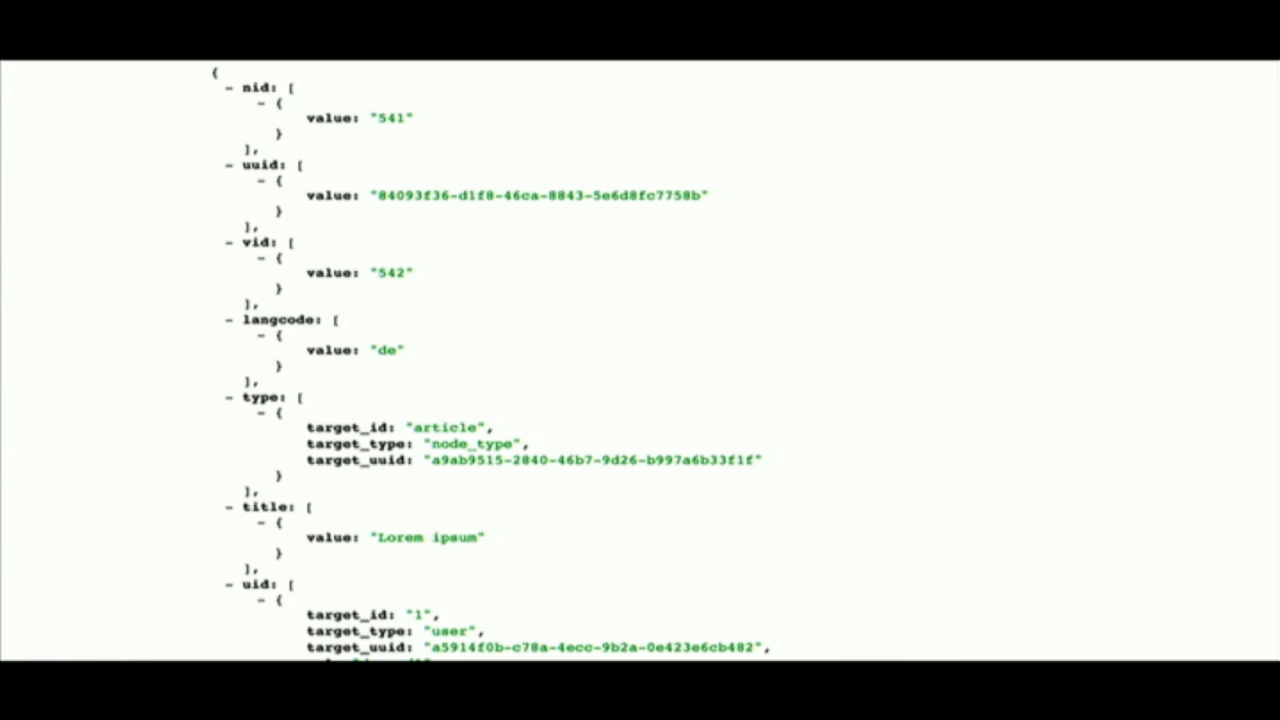 {
- nid: [
- {
value: "541"
}
],
- uuid: [
- {
value: "84093f36-d1f8-46ca-8843-5e6d8fc7758b"
}
],
- vid: [
- {
value: "542"
}
],
- langcode: [
- {
value: "de"
}
],
- type: [
- {
target_id: "article",
target_type: "node_type",
target_uuid: "a9ab9515-2840-46b7-9d26-b997a6b33f1f"
}
],
- title: [
- {
value: "Lorem ipsum"
}
],
- uid: [
- {
target_id: "1",
target_type: "user",
target_uuid: "a5914f0b-c78a-4ecc-9b2a-0e423e6cb482",